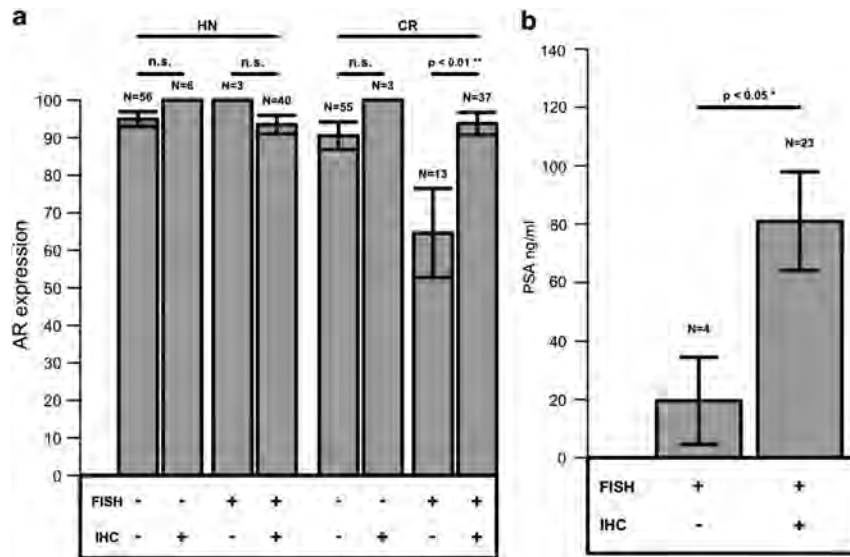 a
HN CR
n.s. n.s. n.s. p < 0.01 **
N=56 N=6 N=3 N=40 N=55 N=3 N=13 N=37
AR expression
100
90
80
70
60
50
40
30
20
10
0
FISH - - + + - - + +
IHC - + - + - + - +
b
PSA ng/ml
140
120
100
80
60
40
20
0
p < 0.05 *
N=4 N=23
FISH + +
IHC - +